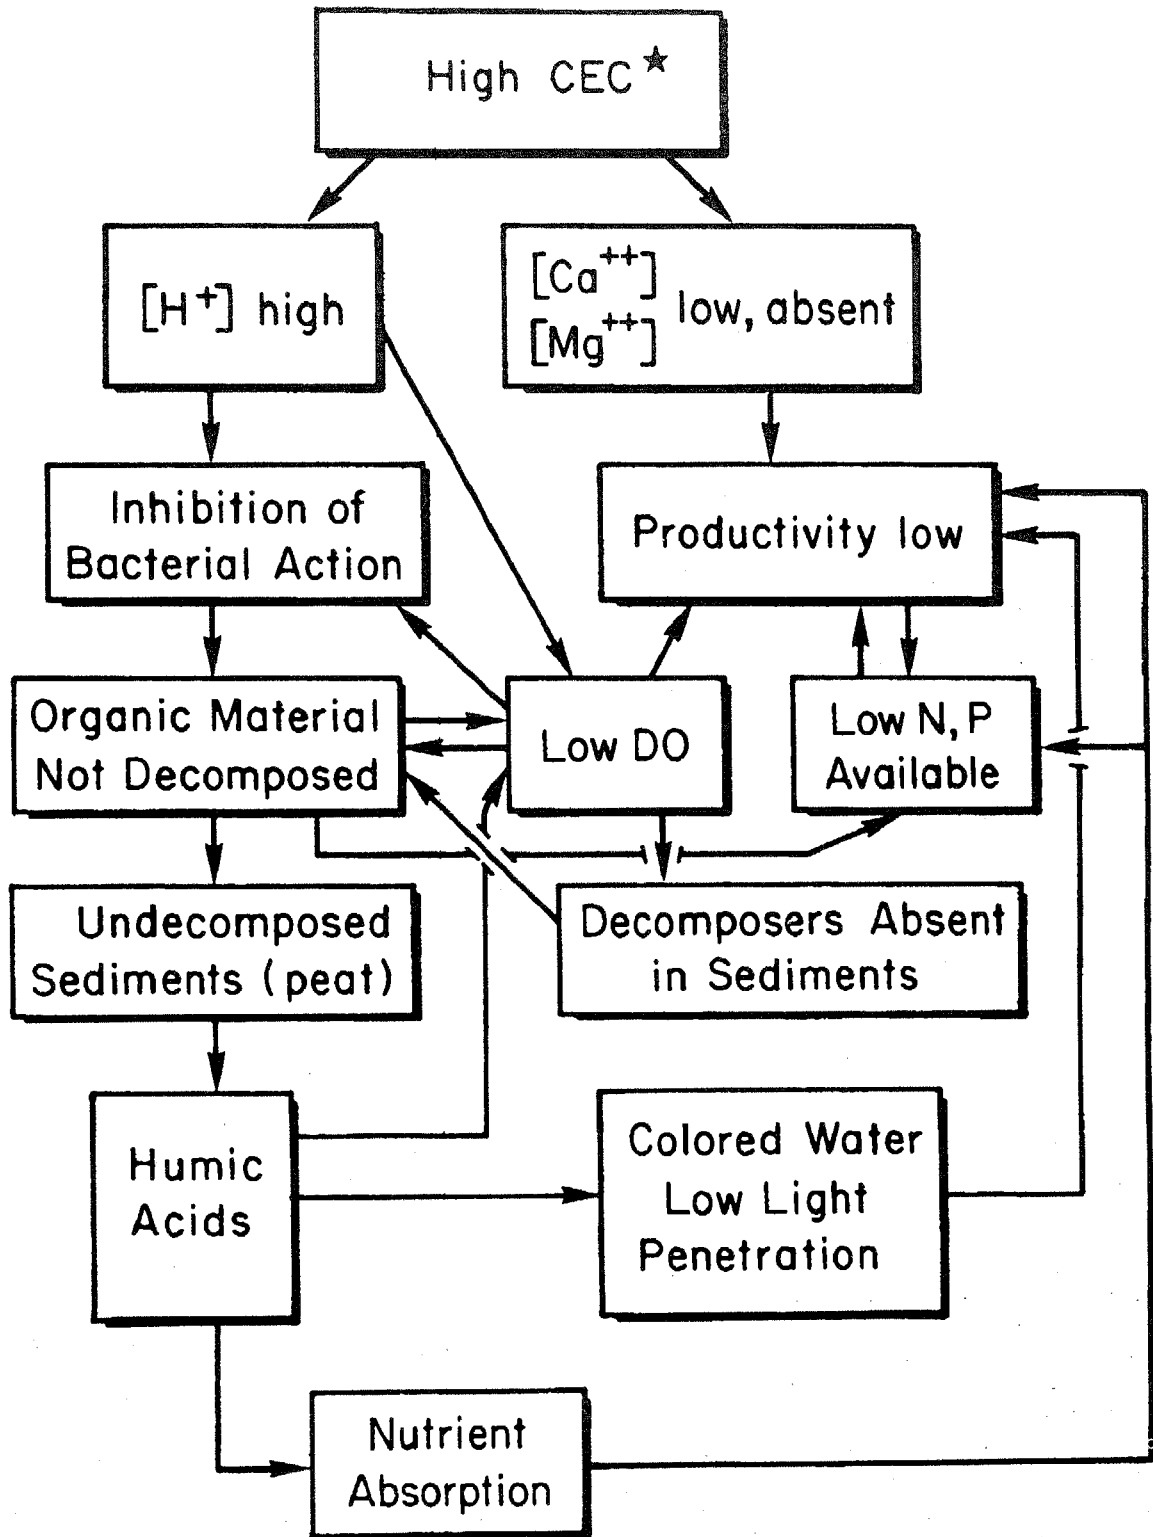 High CEC★
[H⁺] high
[Ca⁺⁺]
[Mg⁺⁺]
low, absent
Inhibition of
Bacterial Action
Productivity low
Organic Material
Not Decomposed
Low DO
Low N, P
Available
Undecomposed
Sediments (peat)
Decomposers Absent
in Sediments
Humic
Acids
Colored Water
Low Light
Penetration
Nutrient
Absorption